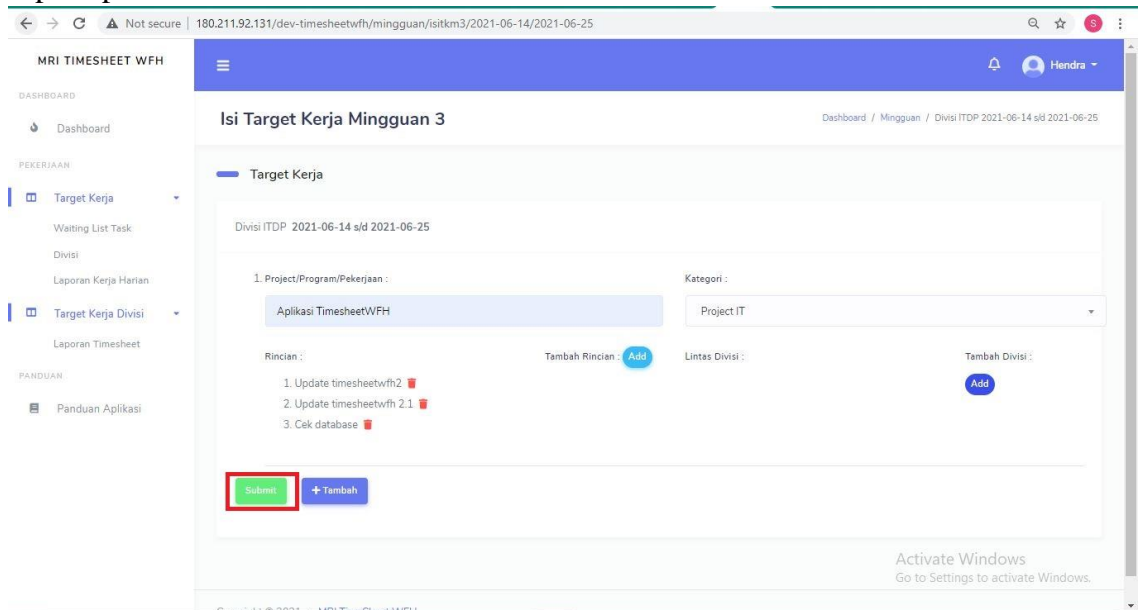 Not secure | 180.211.92.131/dev-timesheetwfh/mingguan/isitkm3/2021-06-14/2021-06-25
S
MRI TIMESHEET WFH
Hendra
DASHBOARD
Dashboard
Isi Target Kerja Mingguan 3
Dashboard / Mingguan / Divisi ITDP 2021-06-14 s/d 2021-06-25
PEKERJAAN
Target Kerja
Target Kerja
Waiting List Task
Divisi
Laporan Kerja Harian
Target Kerja Divisi
Laporan Timesheet
PANDUAN
Panduan Aplikasi
Divisi ITDP 2021-06-14 s/d 2021-06-25
1. Project/Program/Pekerjaan :
Kategori :
Aplikasi TimesheetWFH
Project IT
Rincian :
Tambah Rincian : Add
Lintas Divisi :
Tambah Divisi :
Add
1. Update timesheetwfh2
2. Update timesheetwfh 2.1
3. Cek database
Submit
+ Tambah
Activate Windows
Go to Settings to activate Windows.